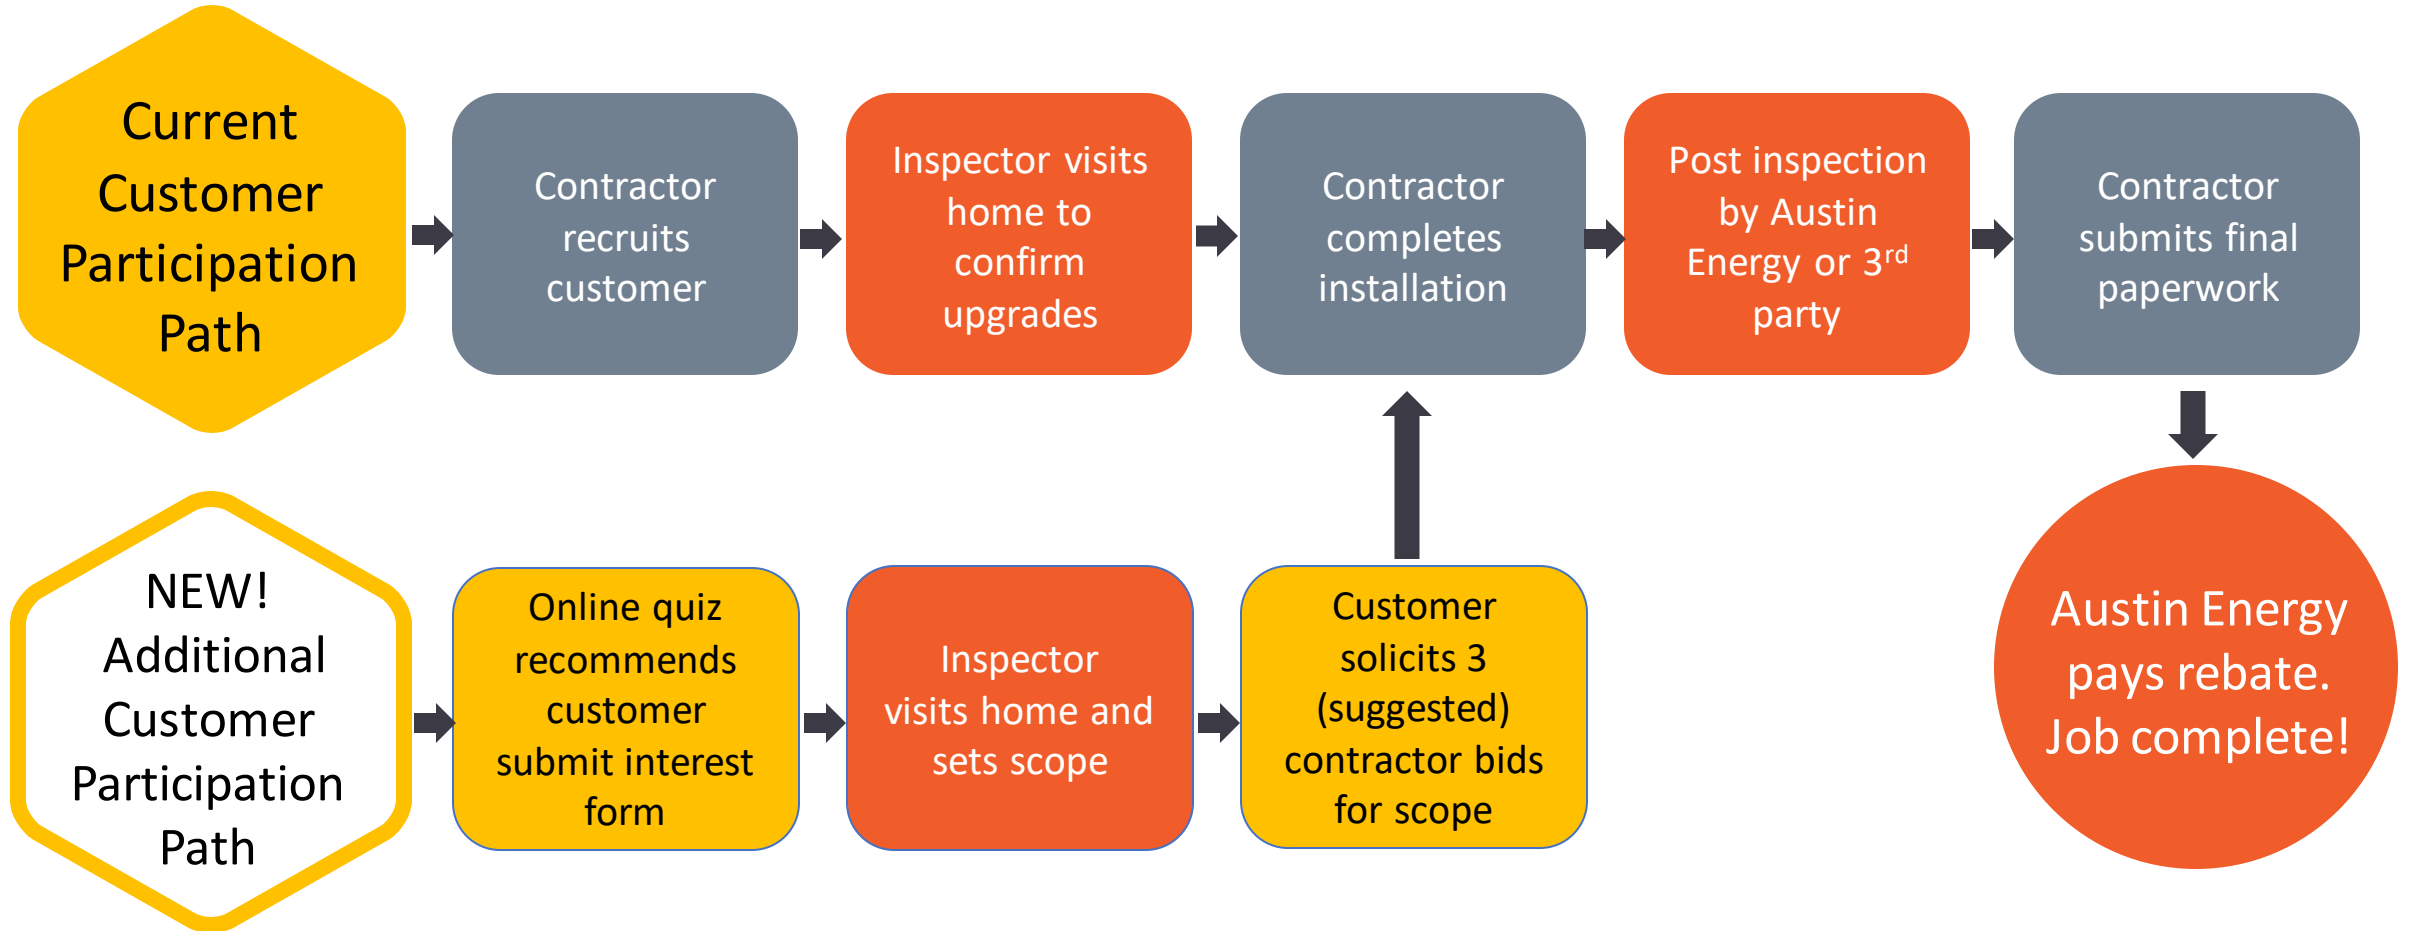 Current
Customer
Participation
Path
Contractor
recruits
customer
Inspector visits
home to
confirm
upgrades
Contractor
completes
installation
Post inspection
by Austin
Energy or 3rd
party
Contractor
submits final
paperwork
NEW!
Additional
Customer
Participation
Path
Online quiz
recommends
customer
submit interest
form
Inspector
visits home and
sets scope
Customer
solicits 3
(suggested)
contractor bids
for scope
Austin Energy
pays rebate.
Job complete!